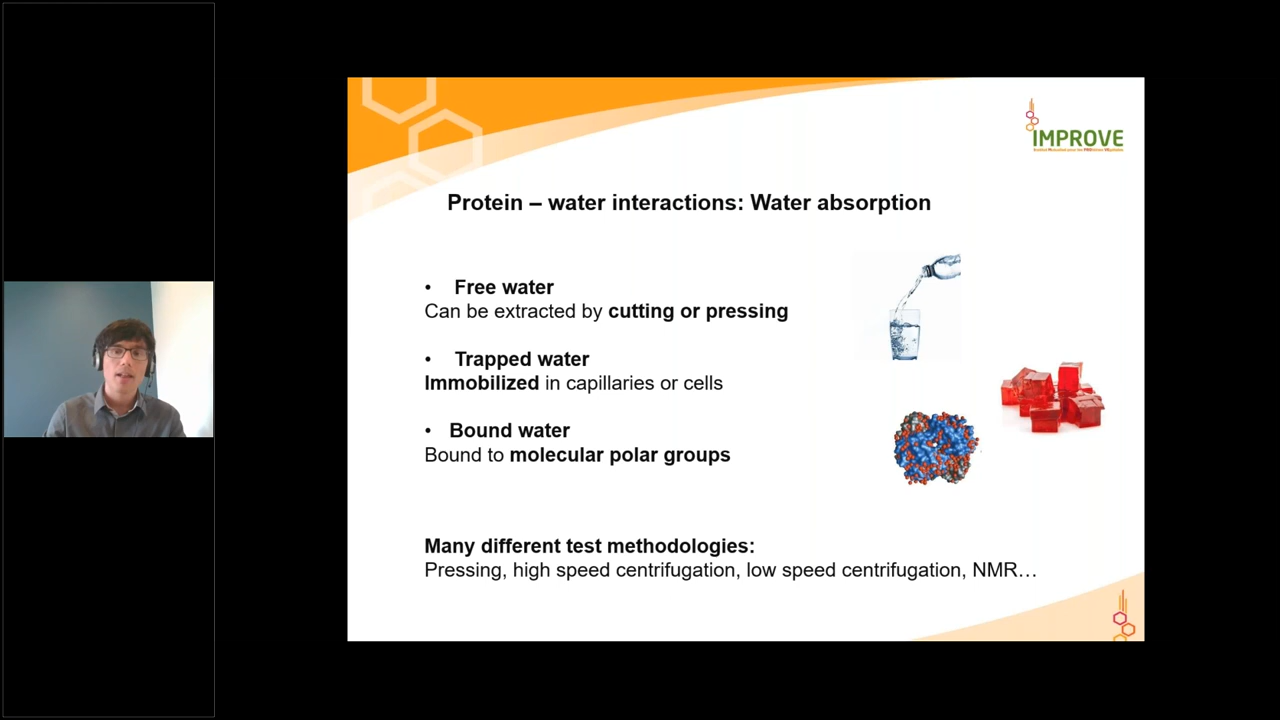 IMPROVE
Protein – water interactions: Water absorption
• Free water
Can be extracted by cutting or pressing
• Trapped water
Immobilized in capillaries or cells
• Bound water
Bound to molecular polar groups
Many different test methodologies:
Pressing, high speed centrifugation, low speed centrifugation, NMR…